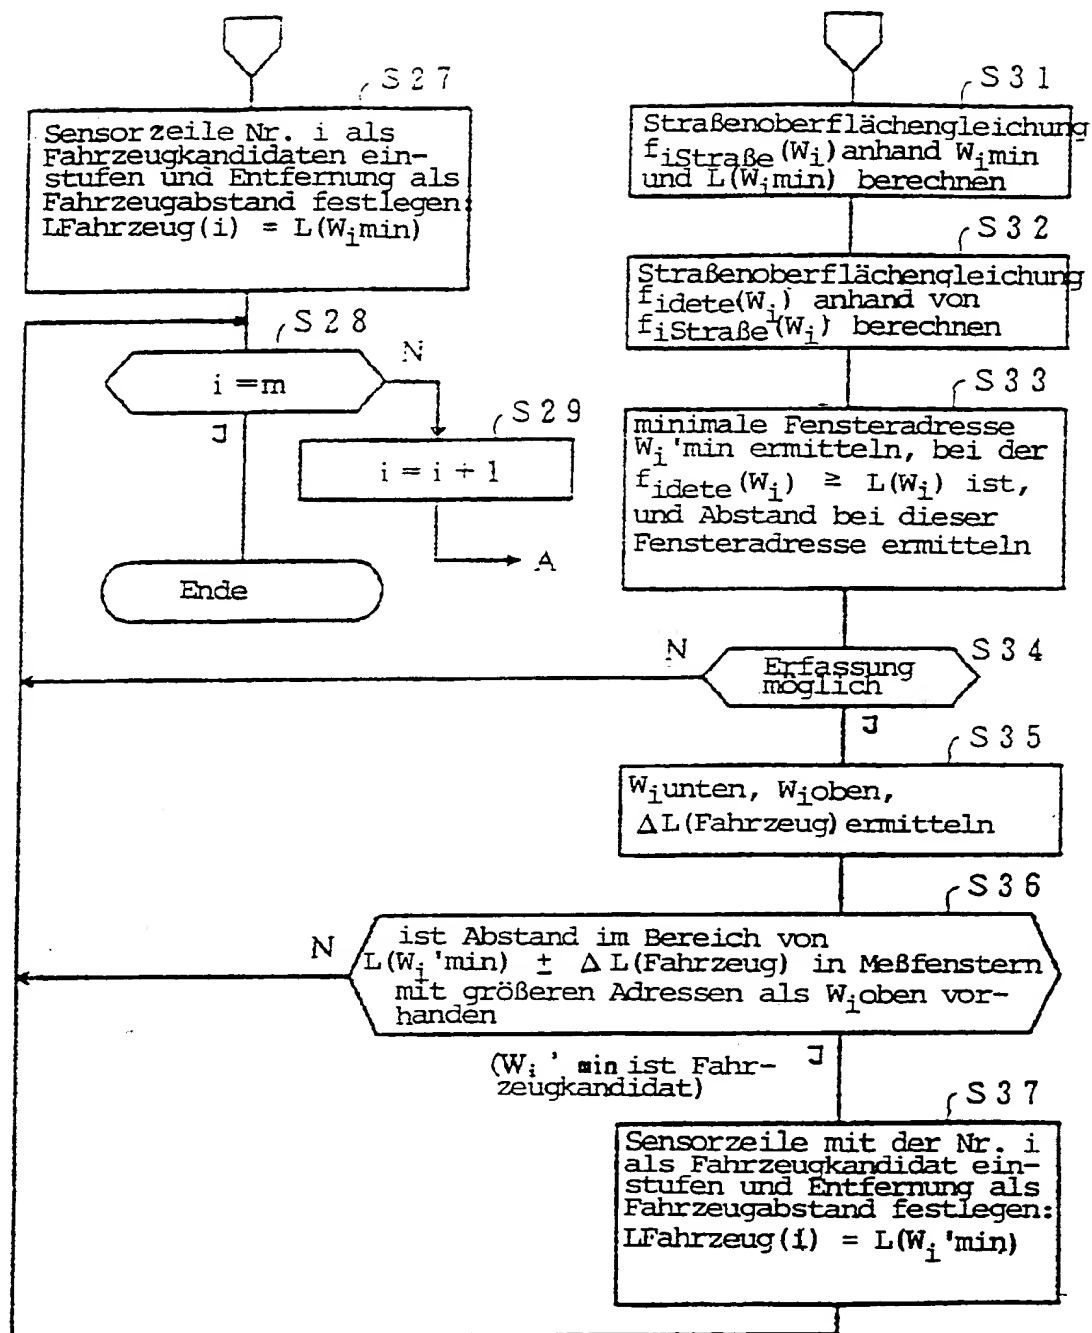 S27
Sensorzeile Nr. i als
Fahrzeugkandidaten ein-
stufen und Entfernung als
Fahrzeugabstand festlegen:
LFahrzeug(i) = L(Wimin)
S28
i = m
N
J
S29
i = i + 1
A
Ende
S31
Straßenoberflächengleichung
fiStraße(Wi) anhand Wimin
und L(Wimin) berechnen
S32
Straßenoberflächengleichung
fidete(Wi) anhand von
fiStraße(Wi) berechnen
S33
minimale Fensteradresse
Wi'min ermitteln, bei der
fidete(Wi) ≥ L(Wi) ist,
und Abstand bei dieser
Fensteradresse ermitteln
S34
N
Erfassung
möglich
J
S35
Wiunten, Wioben,
ΔL(Fahrzeug) ermitteln
S36
N
ist Abstand im Bereich von
L(Wi'min) ± ΔL(Fahrzeug) in Meßfenstern
mit größeren Adressen als Wioben vor-
handen
J
(Wi'min ist Fahr-
zeugkandidat)
S37
Sensorzeile mit der Nr. i
als Fahrzeugkandidat ein-
stufen und Entfernung als
Fahrzeugabstand festlegen:
LFahrzeug(i) = L(Wi'min)